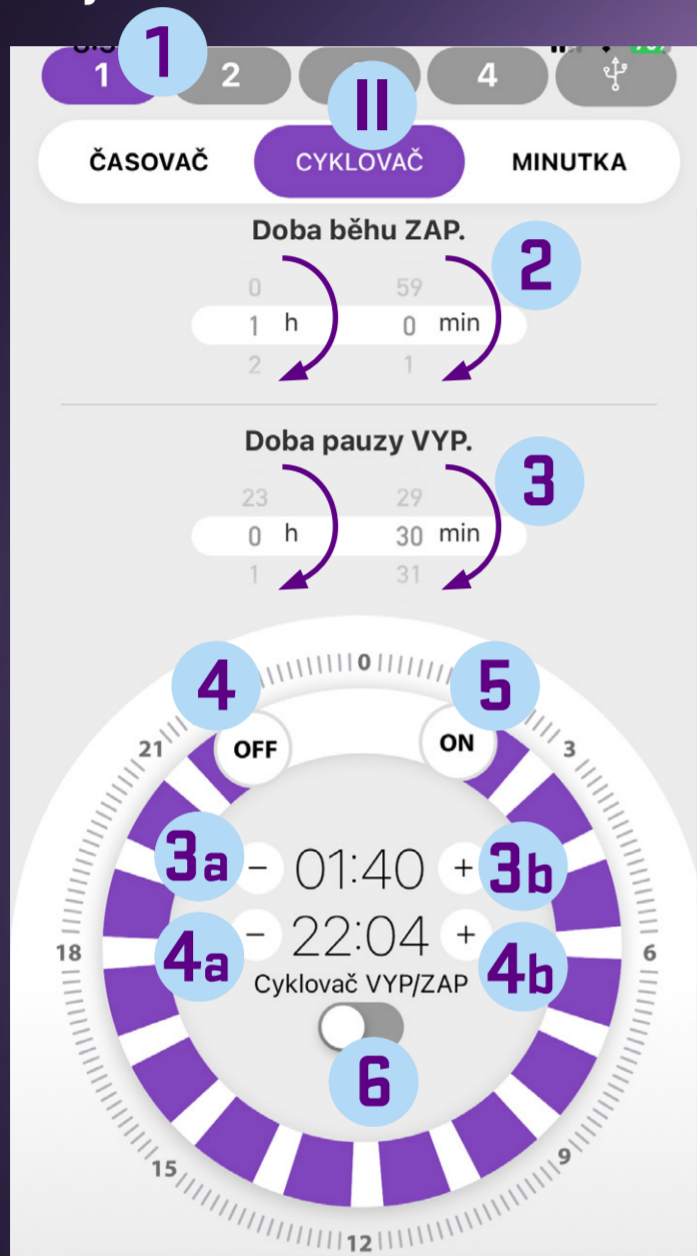 1
1 2 4
II
ČASOVAČ CYKLOVAČ MINUTKA
Doba běhu ZAP.
2
0 59
1 h 0 min
2 1
Doba pauzy VYP.
3
23 29
0 h 30 min
1 31
4 5
0
21 OFF ON 3
3a - 01:40 + 3b
4a - 22:04 + 4b
18 6
Cyklovač VYP/ZAP
6
15 9
12